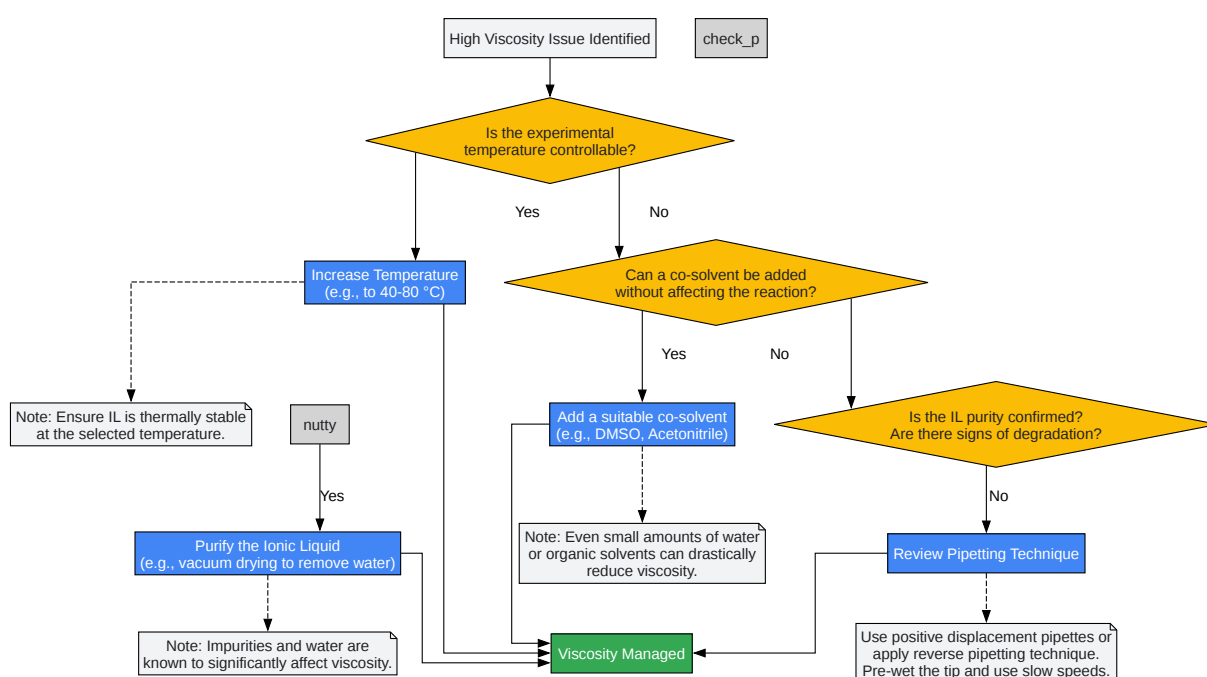 High Viscosity Issue Identified
check_p
Is the experimental
temperature controllable?
Yes
No
Increase Temperature
(e.g., to 40-80 °C)
Can a co-solvent be added
without affecting the reaction?
Yes
No
Note: Ensure IL is thermally stable
at the selected temperature.
nutty
Add a suitable co-solvent
(e.g., DMSO, Acetonitrile)
Is the IL purity confirmed?
Are there signs of degradation?
Yes
No
Purify the Ionic Liquid
(e.g., vacuum drying to remove water)
Note: Even small amounts of water
or organic solvents can drastically
reduce viscosity.
Review Pipetting Technique
Note: Impurities and water are
known to significantly affect viscosity.
Viscosity Managed
Use positive displacement pipettes or
apply reverse pipetting technique.
Pre-wet the tip and use slow speeds.